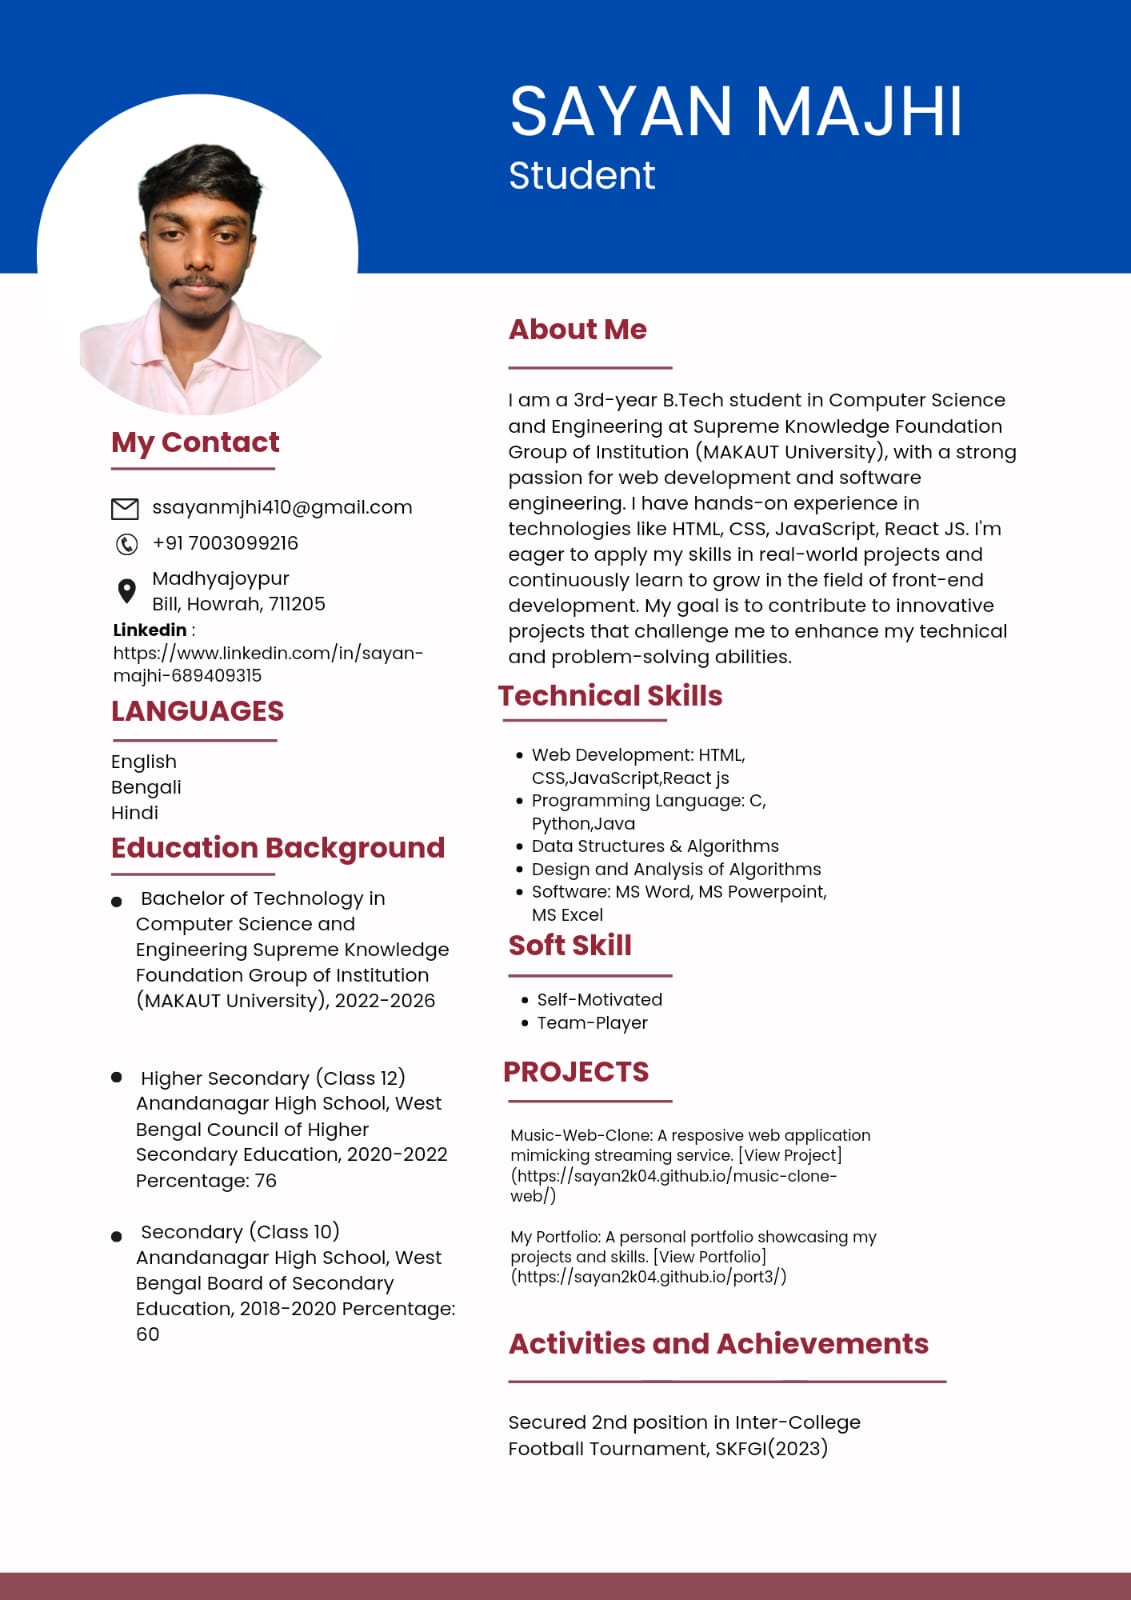 SAYAN MAJHI
Student
My Contact
ssayanmjhi410@gmail.com
+91 7003099216
Madhyajoypur
Bill, Howrah, 711205
Linkedin :
https://www.linkedin.com/in/sayan-
majhi-689409315
LANGUAGES
English
Bengali
Hindi
Education Background
Bachelor of Technology in
Computer Science and
Engineering Supreme Knowledge
Foundation Group of Institution
(MAKAUT University), 2022-2026
Higher Secondary (Class 12)
Anandanagar High School, West
Bengal Council of Higher
Secondary Education, 2020-2022
Percentage: 76
Secondary (Class 10)
Anandanagar High School, West
Bengal Board of Secondary
Education, 2018-2020 Percentage:
60
About Me
I am a 3rd-year B.Tech student in Computer Science
and Engineering at Supreme Knowledge Foundation
Group of Institution (MAKAUT University), with a strong
passion for web development and software
engineering. I have hands-on experience in
technologies like HTML, CSS, JavaScript, React JS. I'm
eager to apply my skills in real-world projects and
continuously learn to grow in the field of front-end
development. My goal is to contribute to innovative
projects that challenge me to enhance my technical
and problem-solving abilities.
Technical Skills
Web Development: HTML,
CSS,JavaScript,React js
Programming Language: C,
Python,Java
Data Structures & Algorithms
Design and Analysis of Algorithms
Software: MS Word, MS Powerpoint,
MS Excel
Soft Skill
Self-Motivated
Team-Player
PROJECTS
Music-Web-Clone: A resposive web application
mimicking streaming service. [View Project]
(https://sayan2k04.github.io/music-clone-
web/)
My Portfolio: A personal portfolio showcasing my
projects and skills. [View Portfolio]
(https://sayan2k04.github.io/port3/)
Activities and Achievements
Secured 2nd position in Inter-College
Football Tournament, SKFGI(2023)